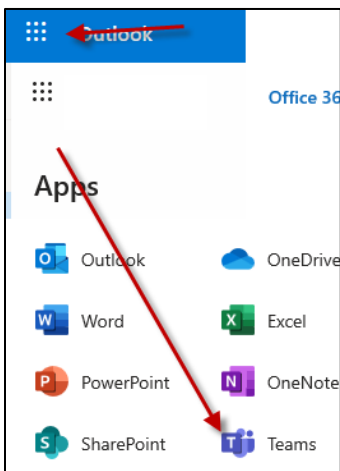 Outlook
Office 36
Apps
Outlook
OneDrive
Word
Excel
PowerPoint
OneNote
SharePoint
Teams